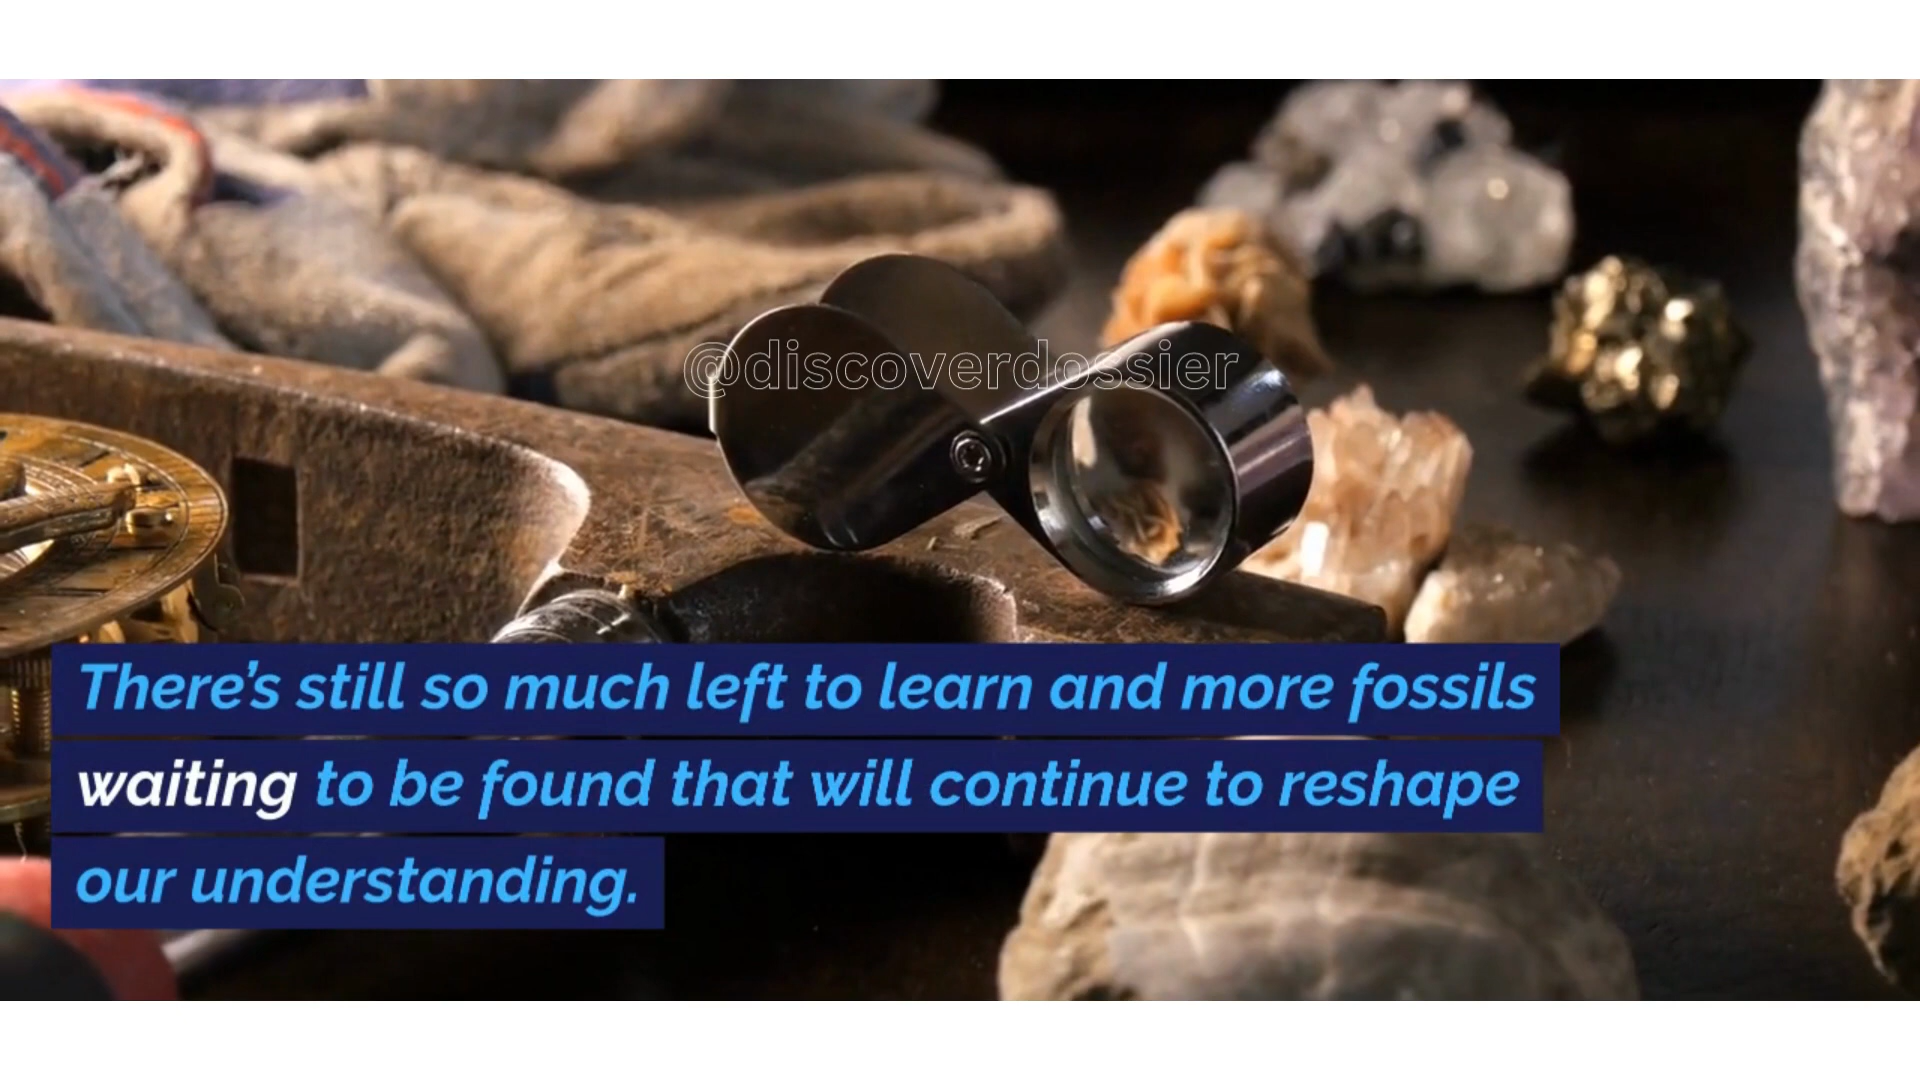 @discoverdossier
There's still so much left to learn and more fossils
waiting to be found that will continue to reshape
our understanding.